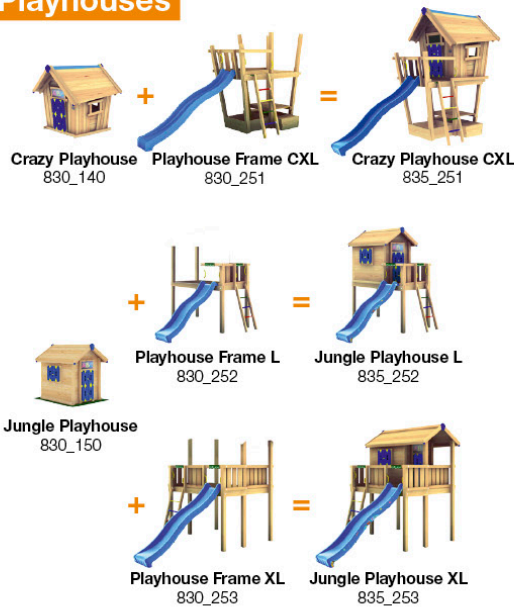 Playhouses
+
=
Crazy Playhouse Playhouse Frame CXL Crazy Playhouse CXL
830_140 830_251 835_251
+
=
Playhouse Frame L Jungle Playhouse L
830_252 835_252
Jungle Playhouse
830_150
+
=
Playhouse Frame XL Jungle Playhouse XL
830_253 835_253